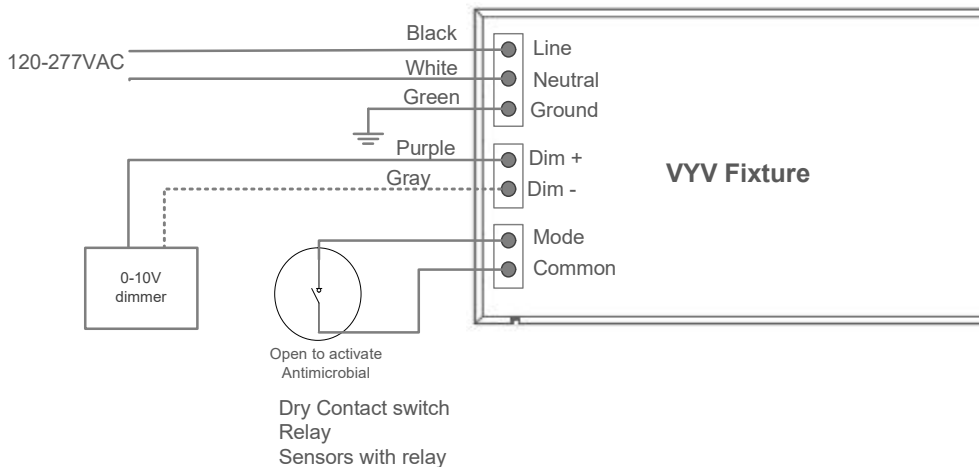 Black
Line
120-277VAC
White
Neutral
Green
Ground
Purple
Dim +
VYV Fixture
Gray
Dim -
Mode
Common
0-10V
dimmer
Open to activate
Antimicrobial
Dry Contact switch
Relay
Sensors with relay